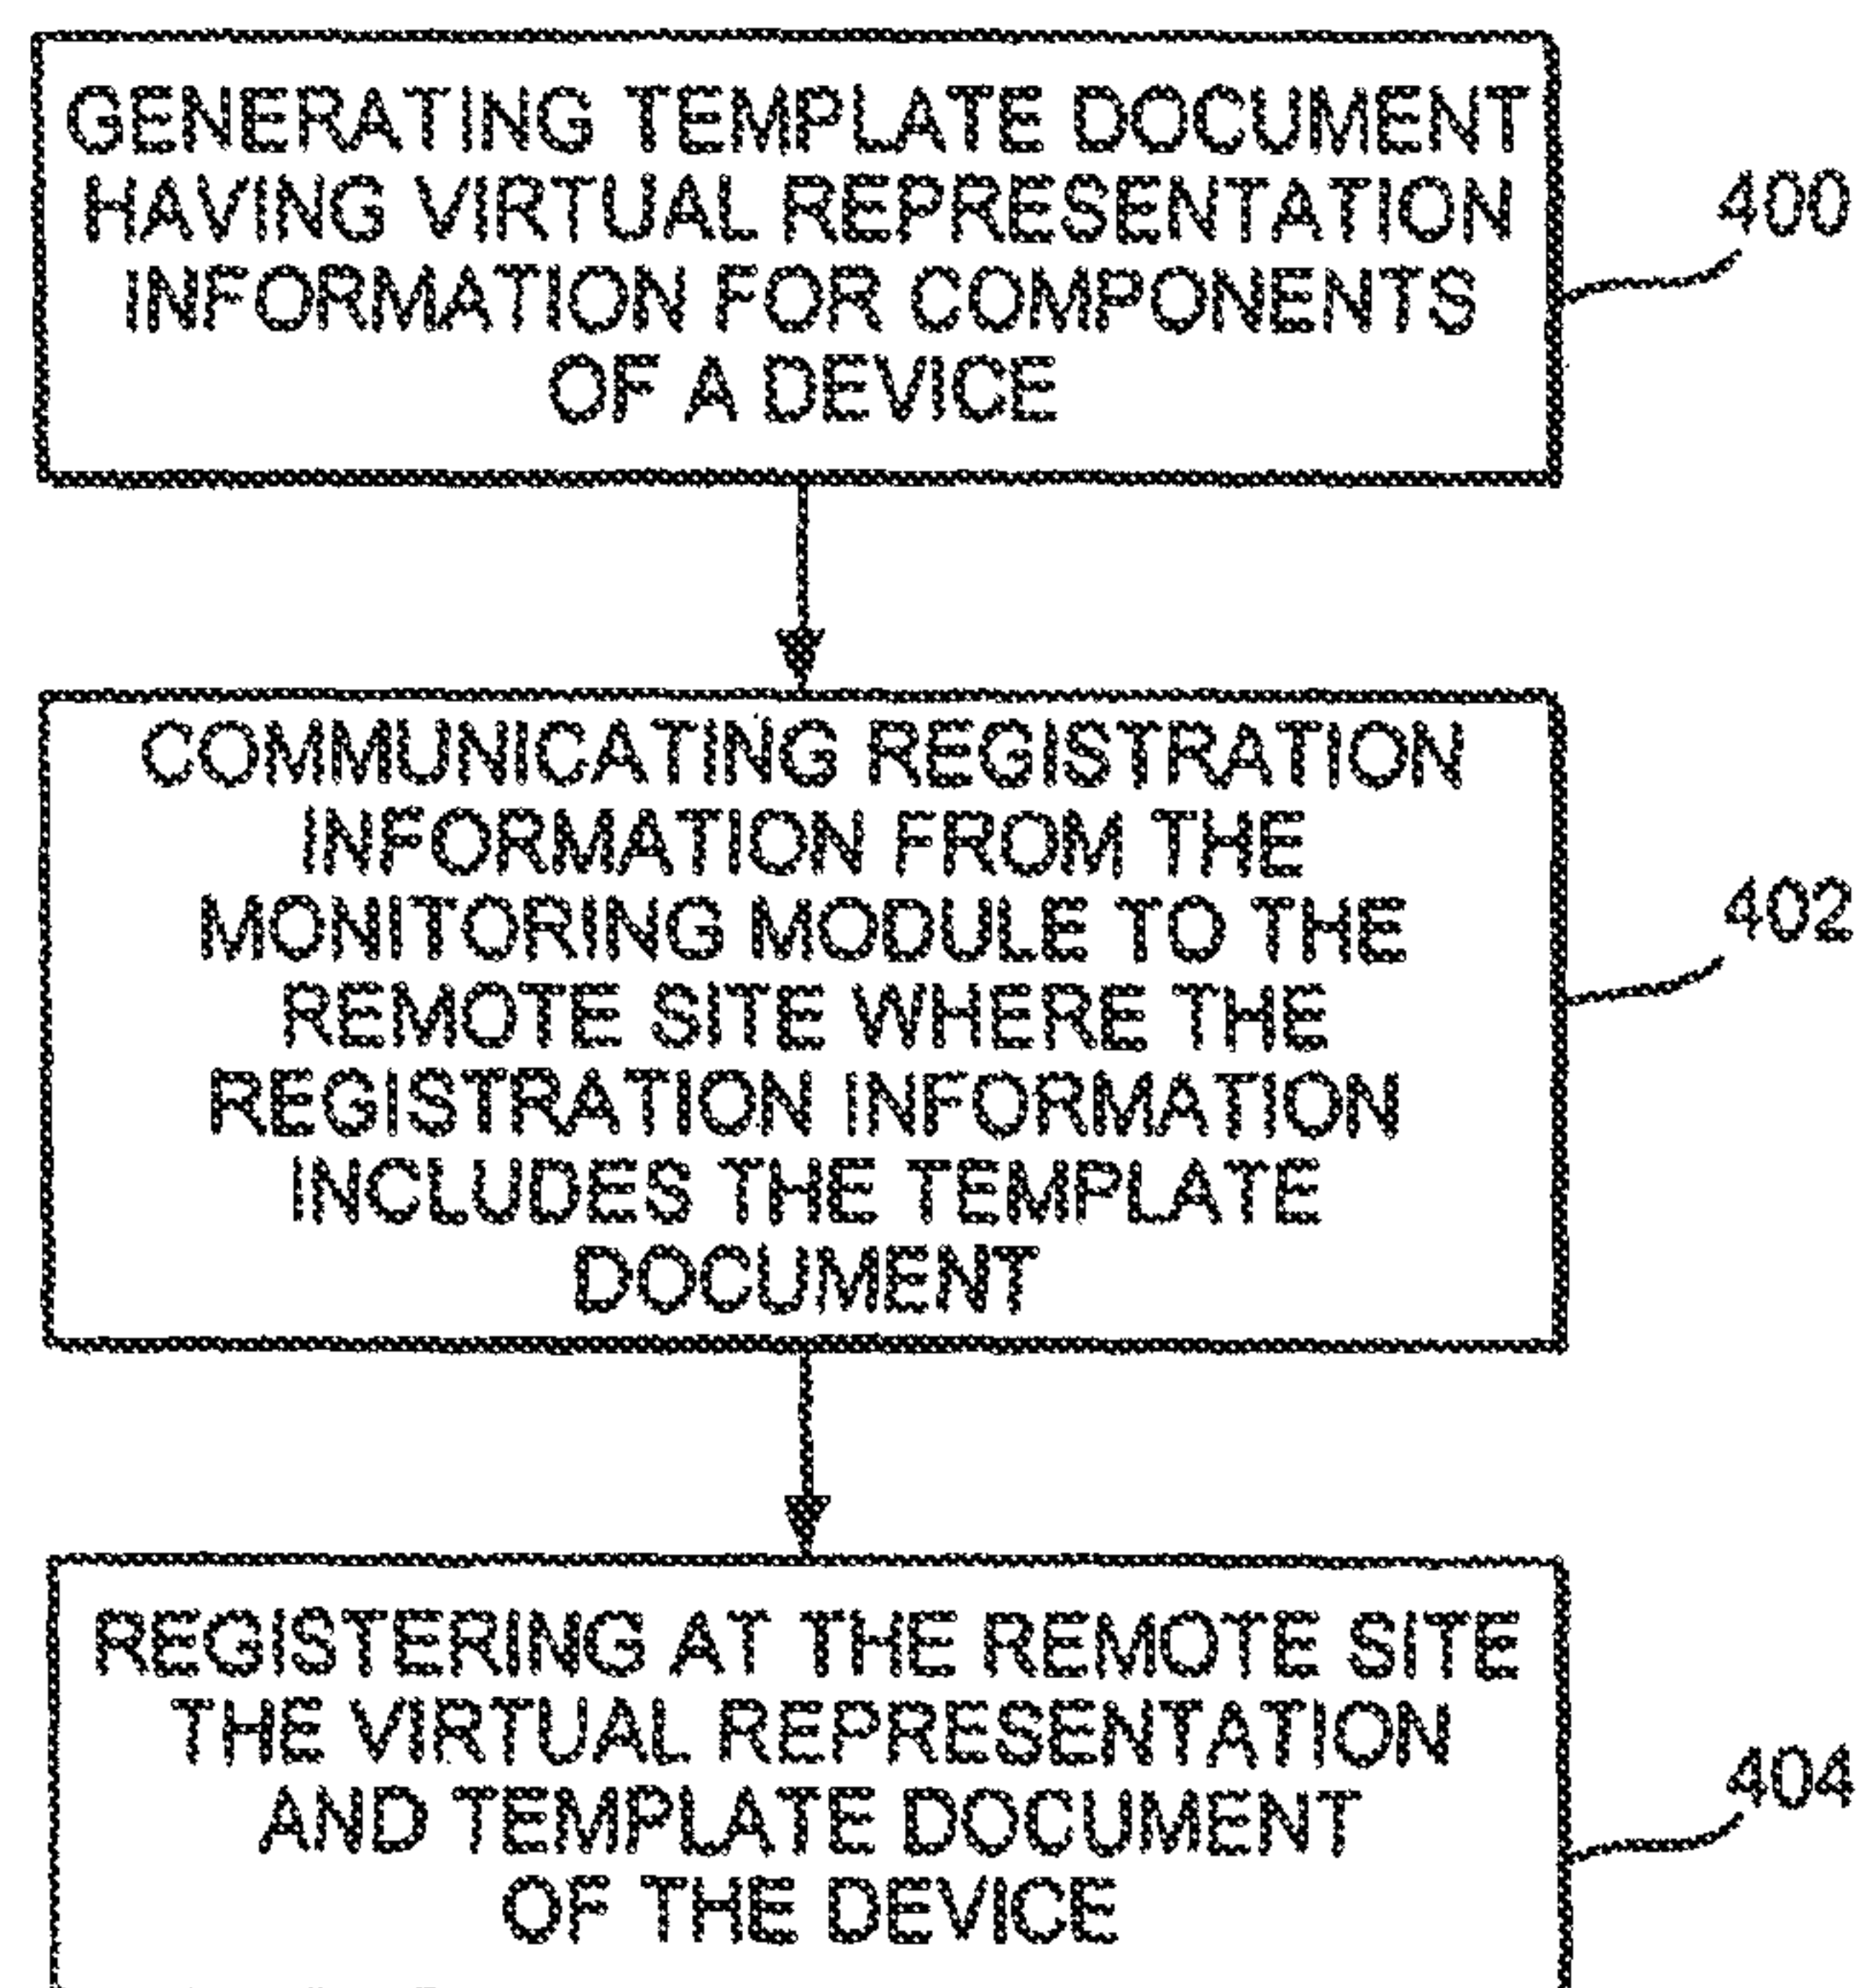 GENERATING TEMPLATE DOCUMENT
HAVING VIRTUAL REPRESENTATION
INFORMATION FOR COMPONENTS
OF A DEVICE
400
COMMUNICATING REGISTRATION
INFORMATION FROM THE
MONITORING MODULE TO THE
REMOTE SITE WHERE THE
REGISTRATION INFORMATION
INCLUDES THE TEMPLATE
DOCUMENT
402
REGISTERING AT THE REMOTE SITE
THE VIRTUAL REPRESENTATION
AND TEMPLATE DOCUMENT
OF THE DEVICE
404